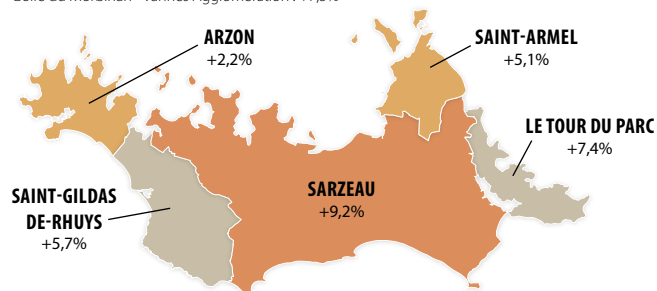 ARZON
+2,2%
SAINT-ARMEL
+5,1%
LE TOUR DU PARC
+7,4%
SAINT-GILDAS
DE-RHUYS
+5,7%
SARZEAU
+9,2%